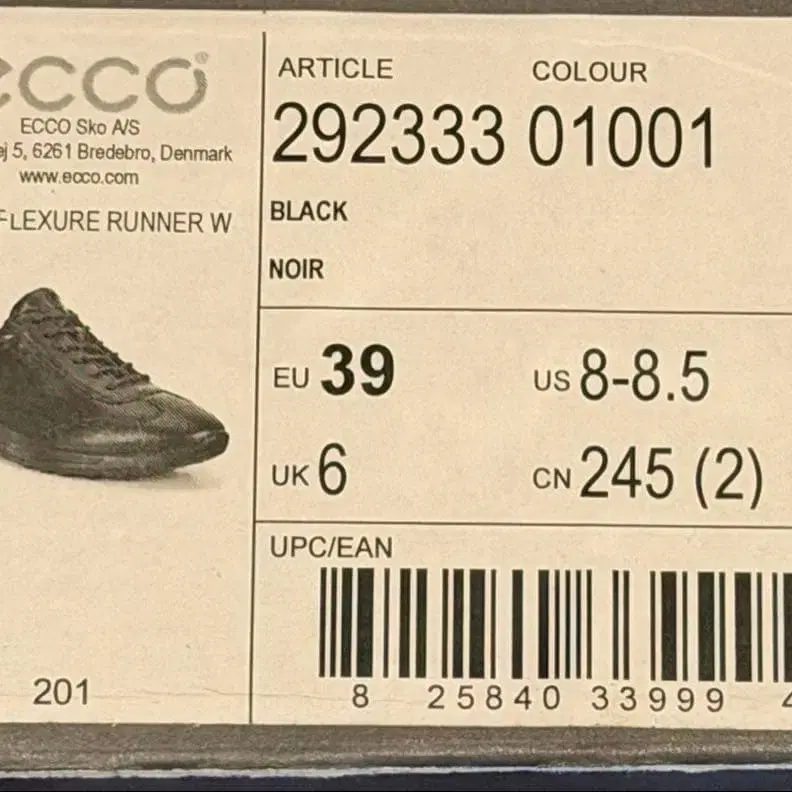 ecco®
ECCO Sko A/S
5, 6261 Bredebro, Denmark
www.ecco.com
FLEXURE RUNNER W
201
ARTICLE COLOUR
292333 01001
BLACK
NOIR
EU 39 US 8-8.5
UK 6 CN 245 (2)
UPC/EAN
8 25840 33999 4